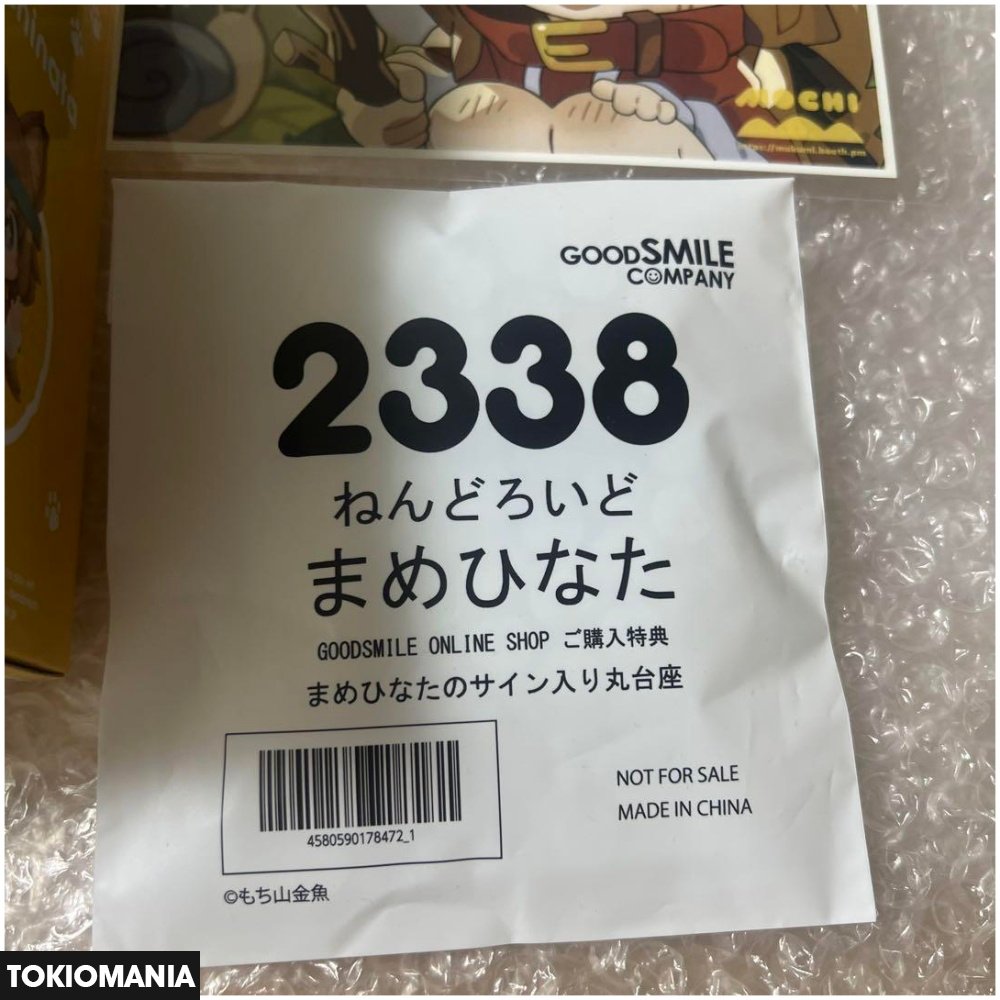 MOCHI
GOODSMILE
COMPANY
2338
ねんどろいど
まめひなた
GOODSMILE ONLINE SHOP ご購入特典
まめひなたのサイン入り丸台座
4580590178472_1
NOT FOR SALE
MADE IN CHINA
©もち山金魚
TOKIOMANIA